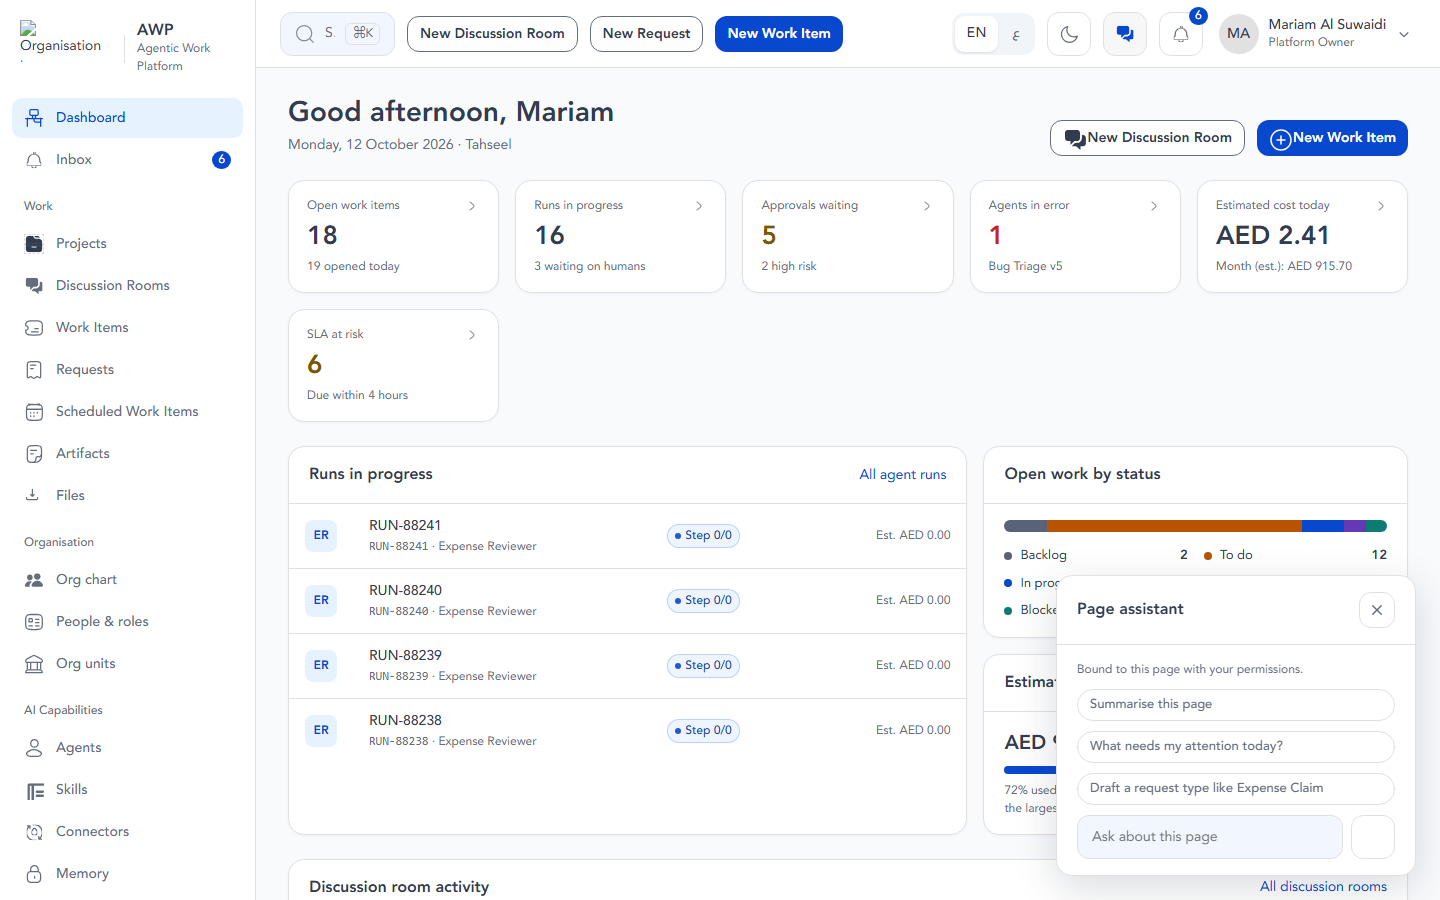 Organisation
AWP
Agentic Work
Platform
S.
⌘K
New Discussion Room
New Request
New Work Item
EN
ع
6
MA
Mariam Al Suwaidi
Platform Owner
Dashboard
Inbox
6
Work
Projects
Discussion Rooms
Work Items
Requests
Scheduled Work Items
Artifacts
Files
Organisation
Org chart
People & roles
Org units
AI Capabilities
Agents
Skills
Connectors
Memory
Good afternoon, Mariam
Monday, 12 October 2026 · Tahseel
New Discussion Room
New Work Item
Open work items
18
19 opened today
Runs in progress
16
3 waiting on humans
Approvals waiting
5
2 high risk
Agents in error
1
Bug Triage v5
Estimated cost today
AED 2.41
Month (est.): AED 915.70
SLA at risk
6
Due within 4 hours
Runs in progress
All agent runs
ER
RUN-88241
RUN-88241 · Expense Reviewer
Step 0/0
Est. AED 0.00
ER
RUN-88240
RUN-88240 · Expense Reviewer
Step 0/0
Est. AED 0.00
ER
RUN-88239
RUN-88239 · Expense Reviewer
Step 0/0
Est. AED 0.00
ER
RUN-88238
RUN-88238 · Expense Reviewer
Step 0/0
Est. AED 0.00
Open work by status
Backlog 2
To do 12
In
AED
72% used
the
Page assistant
Bound to this page with your permissions.
Summarise this page
What needs my attention today?
Draft a request type like Expense Claim
Ask about this page
Discussion room activity
All discussion rooms